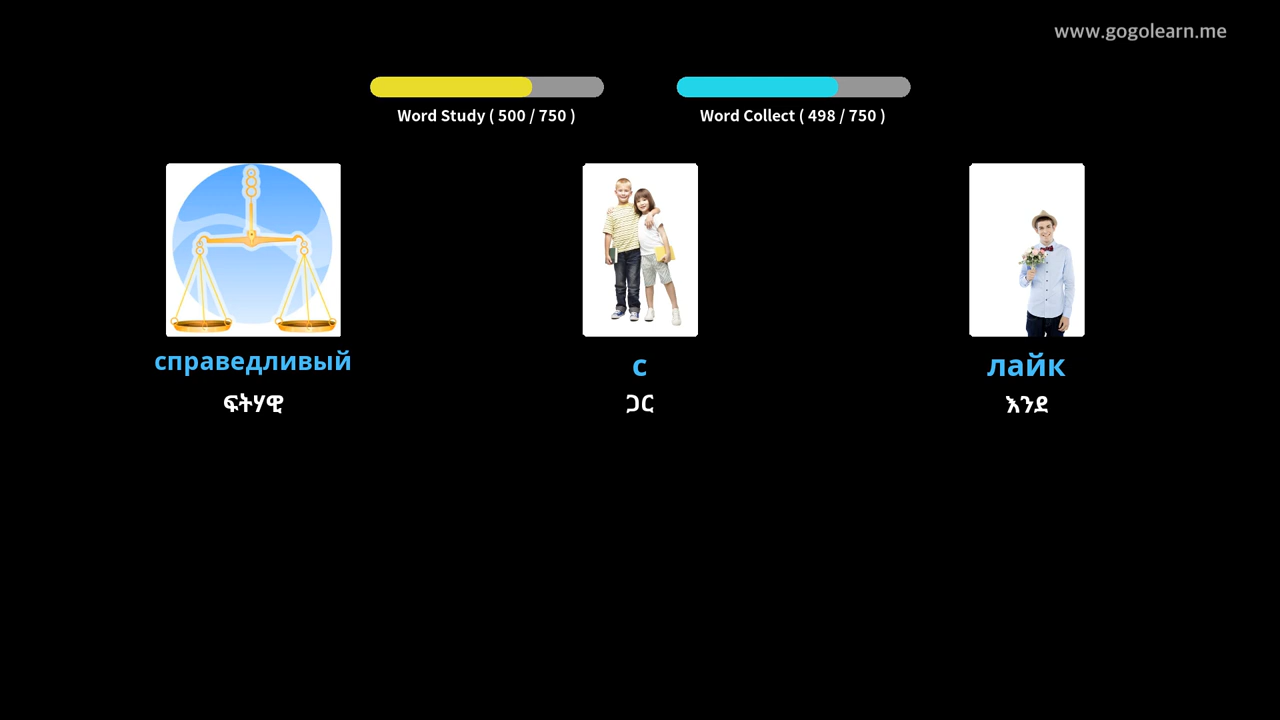 www.gogolearn.me
Word Study ( 500 / 750 )
Word Collect ( 498 / 750 )
справедливый
с
лайк
ፍትሃዊ
ጋር
እንደ